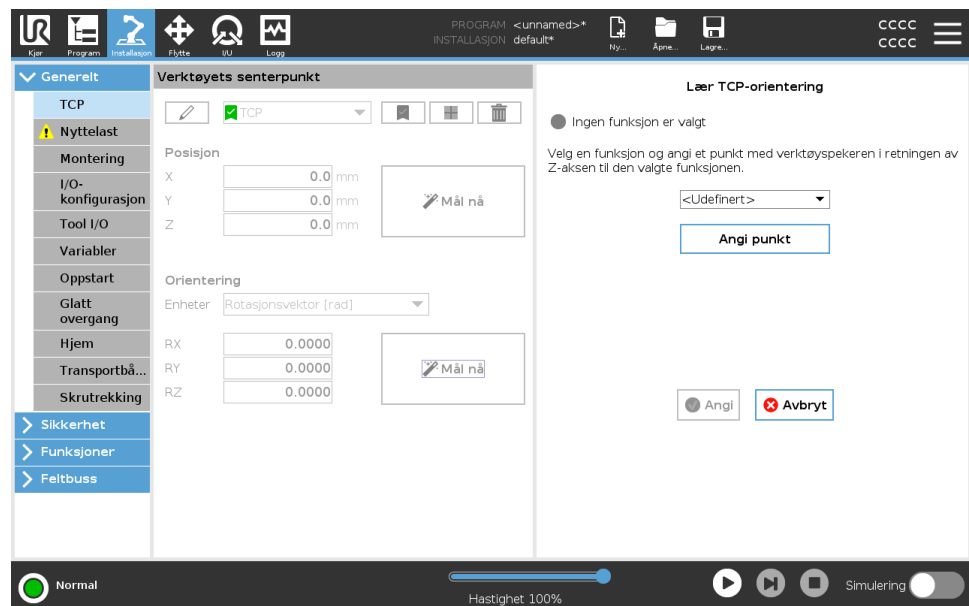 UR
Kjør
Program
Installasjon
Flytte
I/U
Logg
PROGRAM <unnamed>*
INSTALLASJON default*
Ny...
Åpne...
Lagre...
CCCC
CCCC
Generelt
TCP
Nyttelast
Montering
I/O-
konfigurasjon
Tool I/O
Variabler
Oppstart
Glatt
overgang
Hjem
Transportbå...
Skrutrekking
Sikkerhet
Funksjoner
Feltbuss
Verktøyets senterpunkt
TCP
Posisjon
X 0.0 mm
Y 0.0 mm
Z 0.0 mm
Mål nå
Orientering
Enheter Rotasjonsvektor [rad]
RX 0.0000
RY 0.0000
RZ 0.0000
Mål nå
Lær TCP-orientering
Ingen funksjon er valgt
Velg en funksjon og angi et punkt med verktøyspekeren i retningen av
Z-aksen til den valgte funksjonen.
<Udefinert>
Angi punkt
Angi
Avbryt
Normal
Hastighet 100%
Simulering